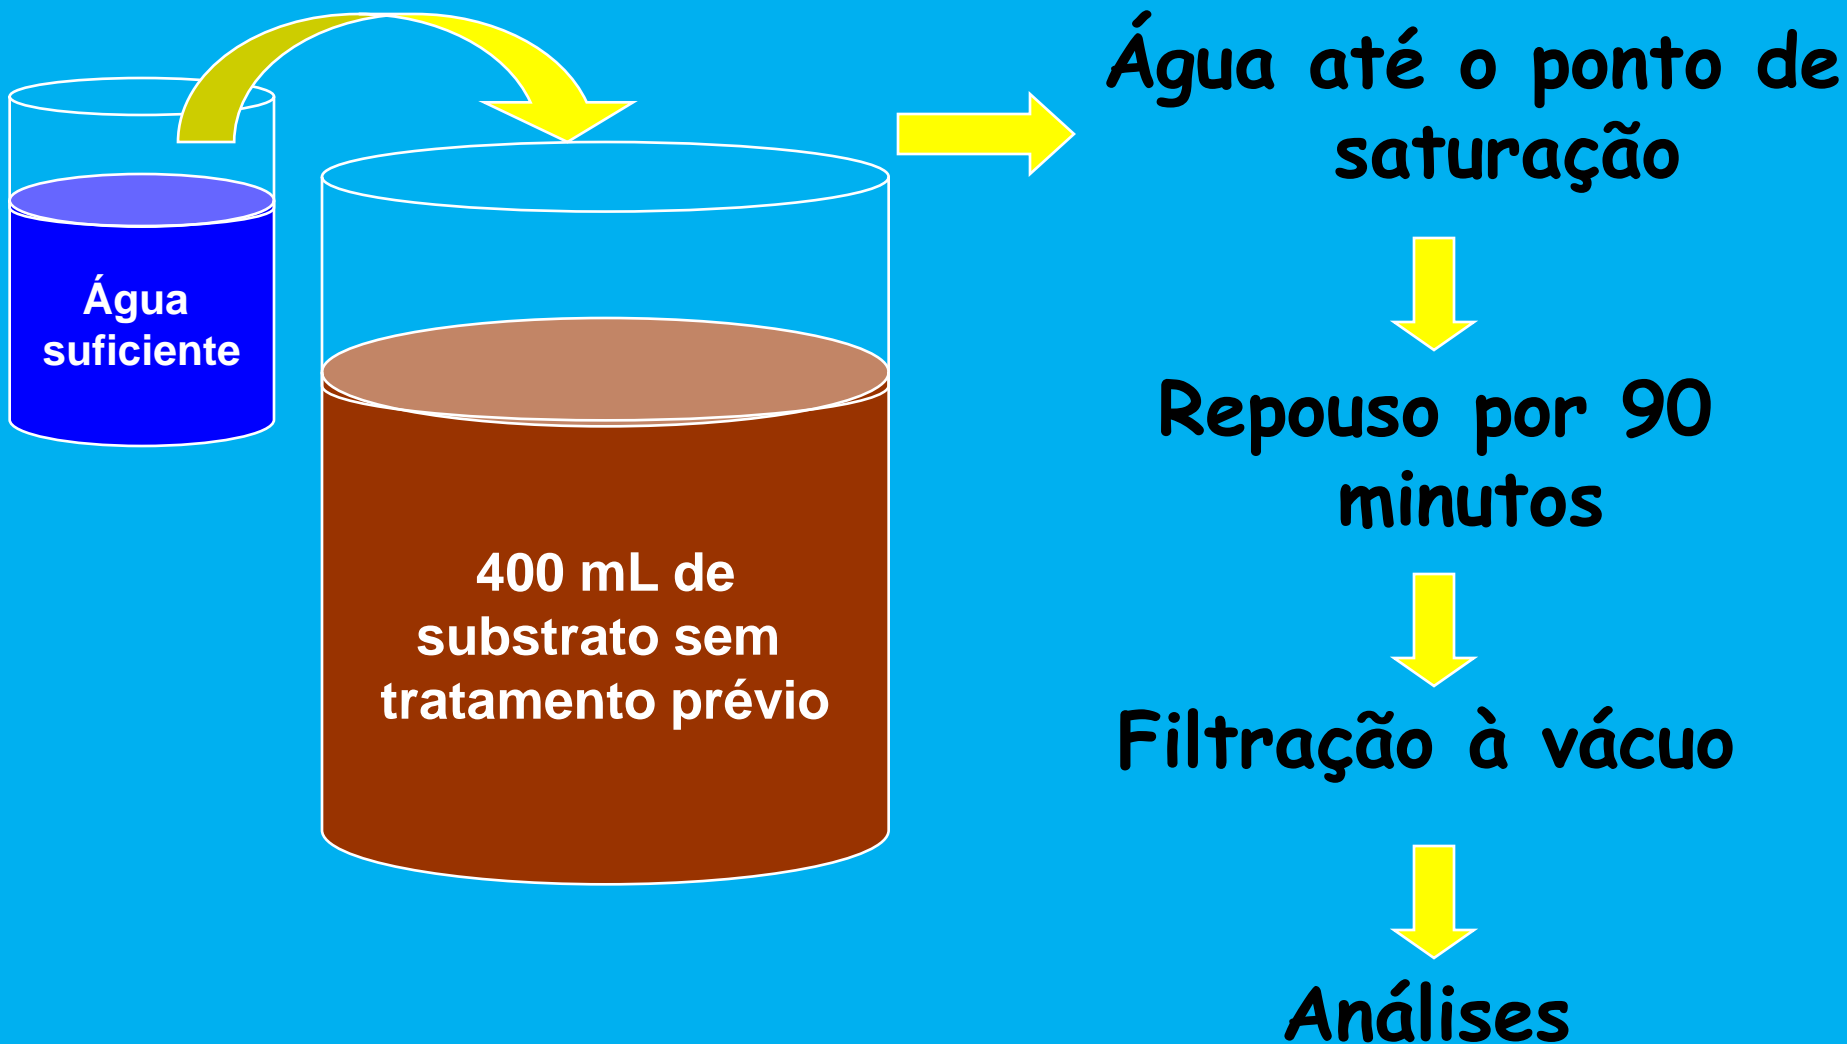 Água
suficiente
400 mL de
substrato sem
tratamento prévio
Água até o ponto de
saturação
Repouso por 90
minutos
Filtração à vácuo
Análises